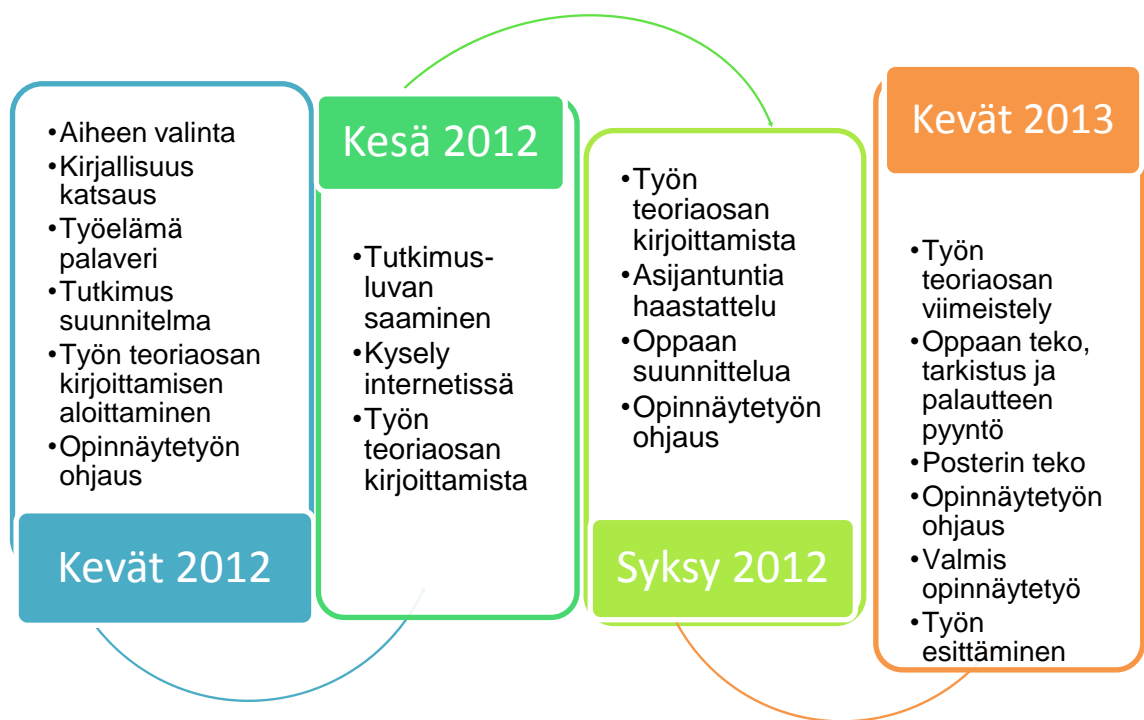 •Aiheen valinta
•Kirjallisuus
katsaus
•Työelämä
palaveri
•Tutkimus
suunnitelma
•Työn teoriaosan
kirjoittamisen
aloittaminen
•Opinnäytetyön
ohjaus
Kevät 2012
Kesä 2012
•Tutkimus-
luvan
saaminen
•Kysely
internetissä
•Työn
teoriaosan
kirjoittamista
•Työn
teoriaosan
kirjoittamista
•Asijantuntia
haastattelu
•Oppaan
suunnittelua
•Opinnäytetyön
ohjaus
Syksy 2012
Kevät 2013
•Työn
teoriaosan
viimeistely
•Oppaan teko,
tarkistus ja
palautteen
pyyntö
•Posterin teko
•Opinnäytetyön
ohjaus
•Valmis
opinnäytetyö
•Työn
esittäminen